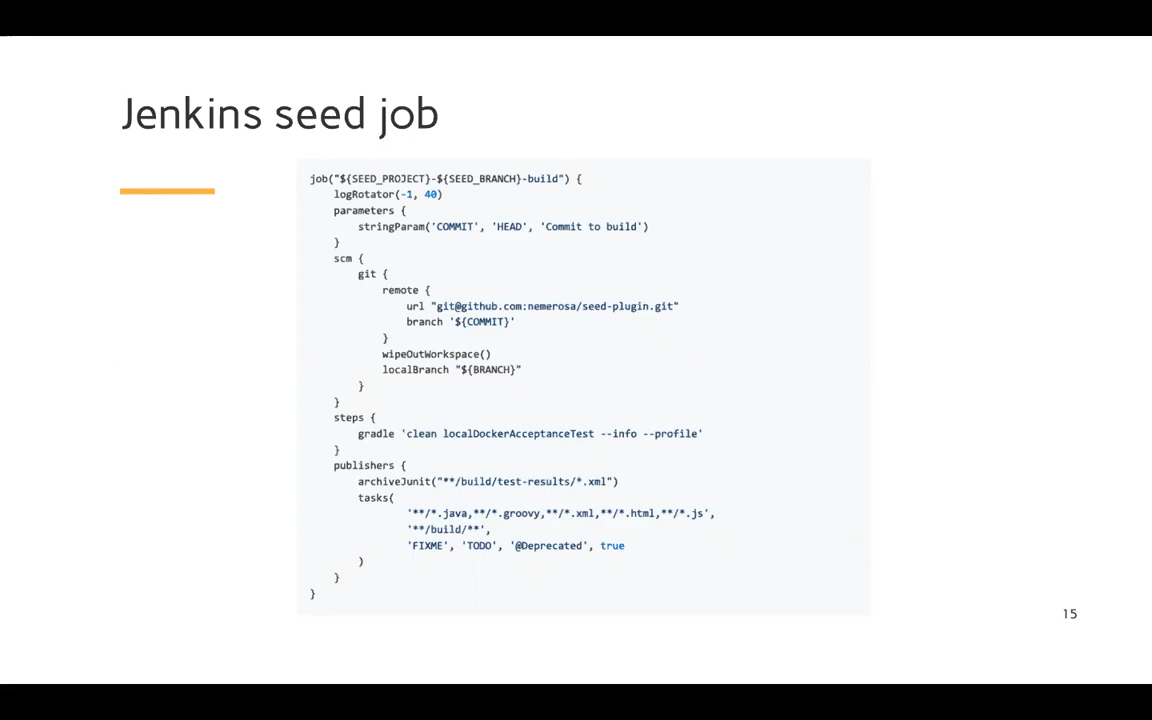 Jenkins seed job
job("${SEED_PROJECT}-${SEED_BRANCH}-build") {
    logRotator(-1, 40)
    parameters {
        stringParam('COMMIT', 'HEAD', 'Commit to build')
    }
    scm {
        git {
            remote {
                url "git@github.com:nemerosa/seed-plugin.git"
                branch '${COMMIT}'
            }
            wipeOutWorkspace()
            localBranch "${BRANCH}"
        }
    }
    steps {
        gradle 'clean localDockerAcceptanceTest --info --profile'
    }
    publishers {
        archiveJunit("**/build/test-results/*.xml")
        tasks(
                '**/*.java,**/*.groovy,**/*.xml,**/*.html,**/*.js',
                '**/build/**',
                'FIXME', 'TODO', '@Deprecated', true
        )
    }
}
15